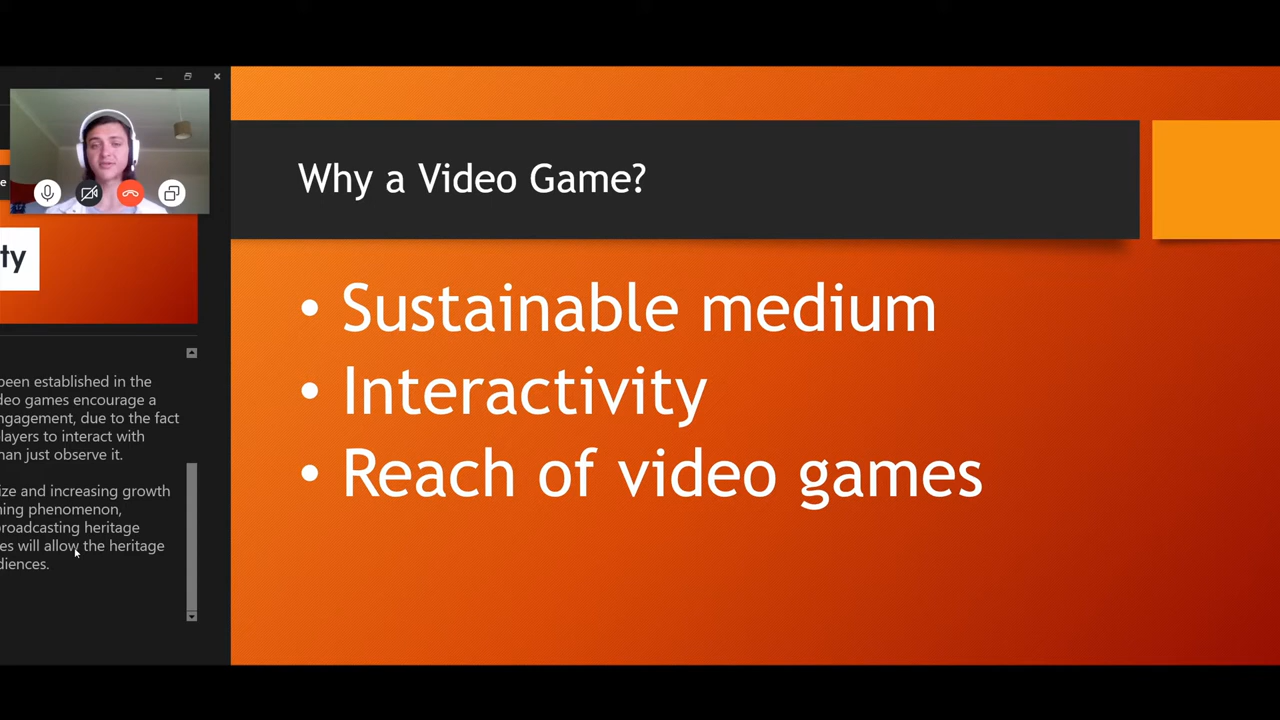 ty
been established in the
deo games encourage a
ngagement, due to the fact
layers to interact with
han just observe it.
ize and increasing growth
ning phenomenon,
broadcasting heritage
es will allow the heritage
diences.
Why a Video Game?
• Sustainable medium
• Interactivity
• Reach of video games